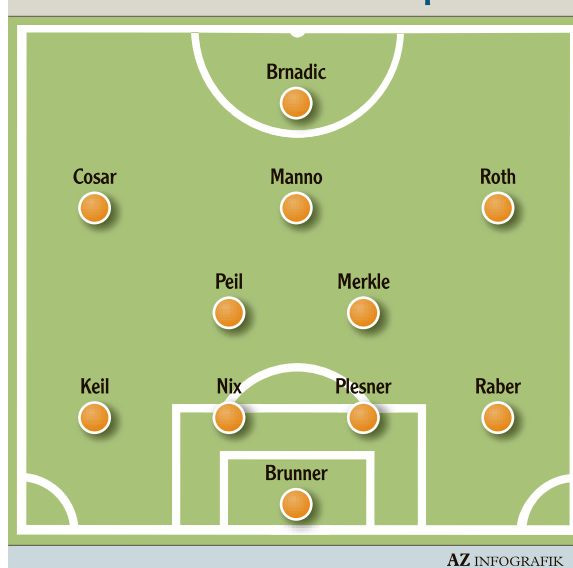 Brnadic
Cosar Manno Roth
Peil Merkle
Keil Nix Plesner Raber
Brunner
AZ INFOGRAFIK